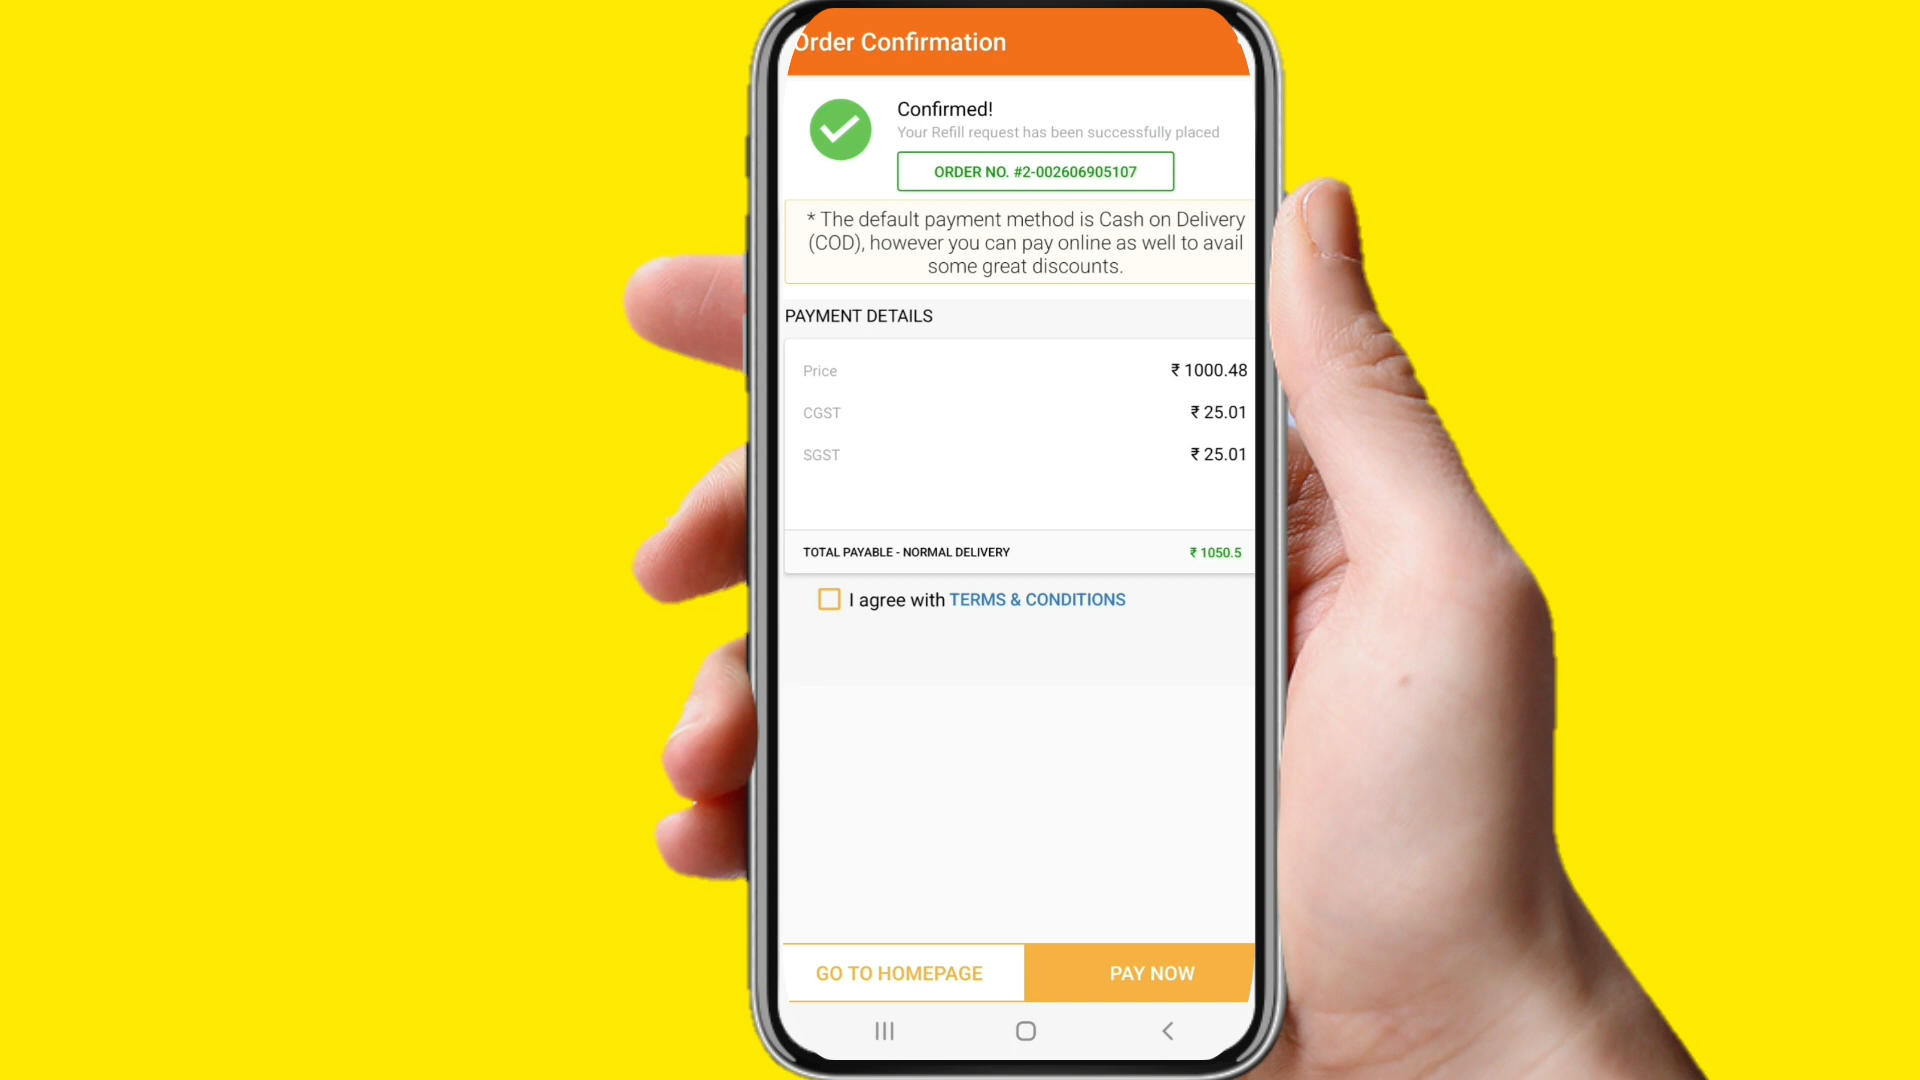 Order Confirmation
Confirmed!
Your Refill request has been successfully placed
ORDER NO. #2-002606905107
* The default payment method is Cash on Delivery
(COD), however you can pay online as well to avail
some great discounts.
PAYMENT DETAILS
Price ₹ 1000.48
CGST ₹ 25.01
SGST ₹ 25.01
TOTAL PAYABLE - NORMAL DELIVERY ₹ 1050.5
I agree with TERMS & CONDITIONS
GO TO HOMEPAGE PAY NOW